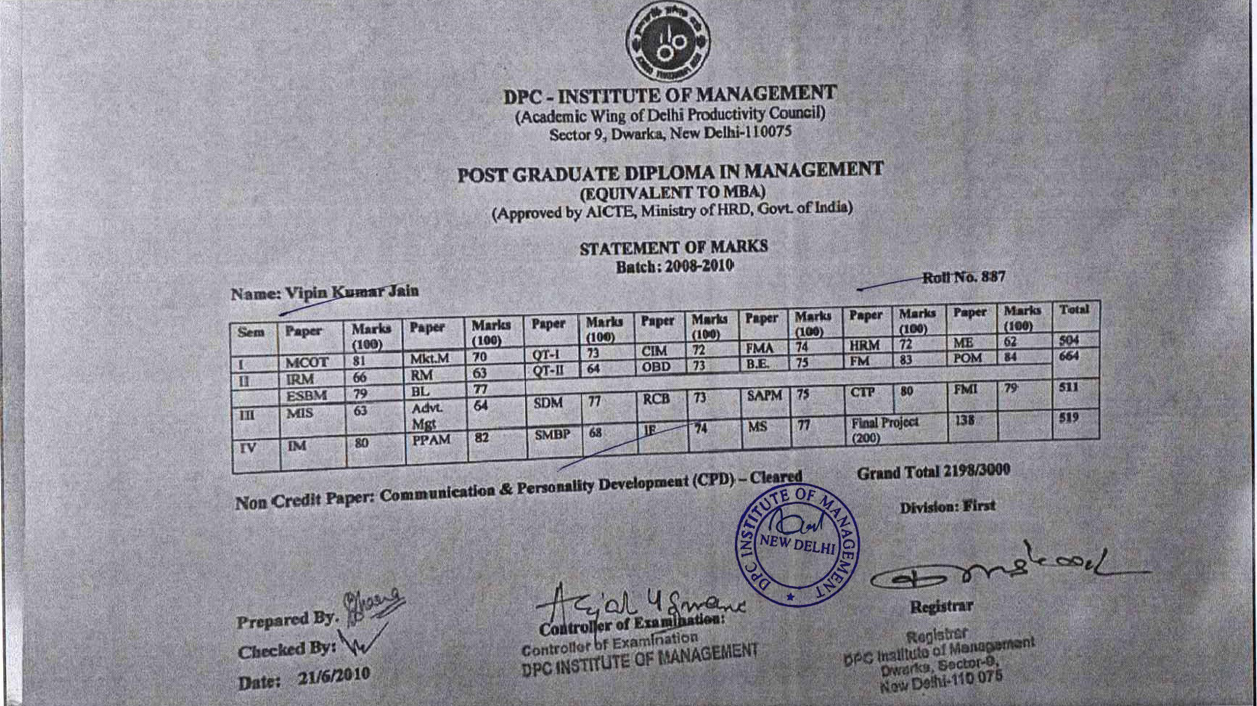 DPC - INSTITUTE OF MANAGEMENT
(Academic Wing of Delhi Productivity Council)
Sector 9, Dwarka, New Delhi-110075
POST GRADUATE DIPLOMA IN MANAGEMENT
(EQUIVALENT TO MBA)
(Approved by AICTE, Ministry of HRD, Govt. of India)
STATEMENT OF MARKS
Batch: 2008-2010
Name: Vipin Kumar Jain Roll No. 887
Sem Paper Marks (100) Paper Marks (100) Paper Marks (100) Paper Marks (100) Paper Marks (100) Paper Marks (100) Paper Marks (100) Total
I MCOT 81 Mkt.M 70 QT-I 73 CIM 72 FMA 74 HRM 72 ME 62 504
II IRM 66 RM 63 QT-II 64 OBD 73 B.E. 75 FM 83 POM 84 664
ESBM 79 BL 77
III MIS 63 Advt. Mgt 64 SDM 77 RCB 73 SAPM 75 CTP 80 FMI 79 511
IV IM 80 PPAM 82 SMBP 68 IF 74 MS 77 Final Project (200) 138 519
Non Credit Paper: Communication & Personality Development (CPD) – Cleared Grand Total 2198/3000
Division: First
DPC INSTITUTE OF MANAGEMENT
NEW DELHI
Prepared By.
Checked By:
Date: 21/6/2010
Controller of Examination:
Controller of Examination
DPC INSTITUTE OF MANAGEMENT
Registrar
Registrar
DPC Institute of Management
Dwarka, Sector-9,
New Delhi-110 075